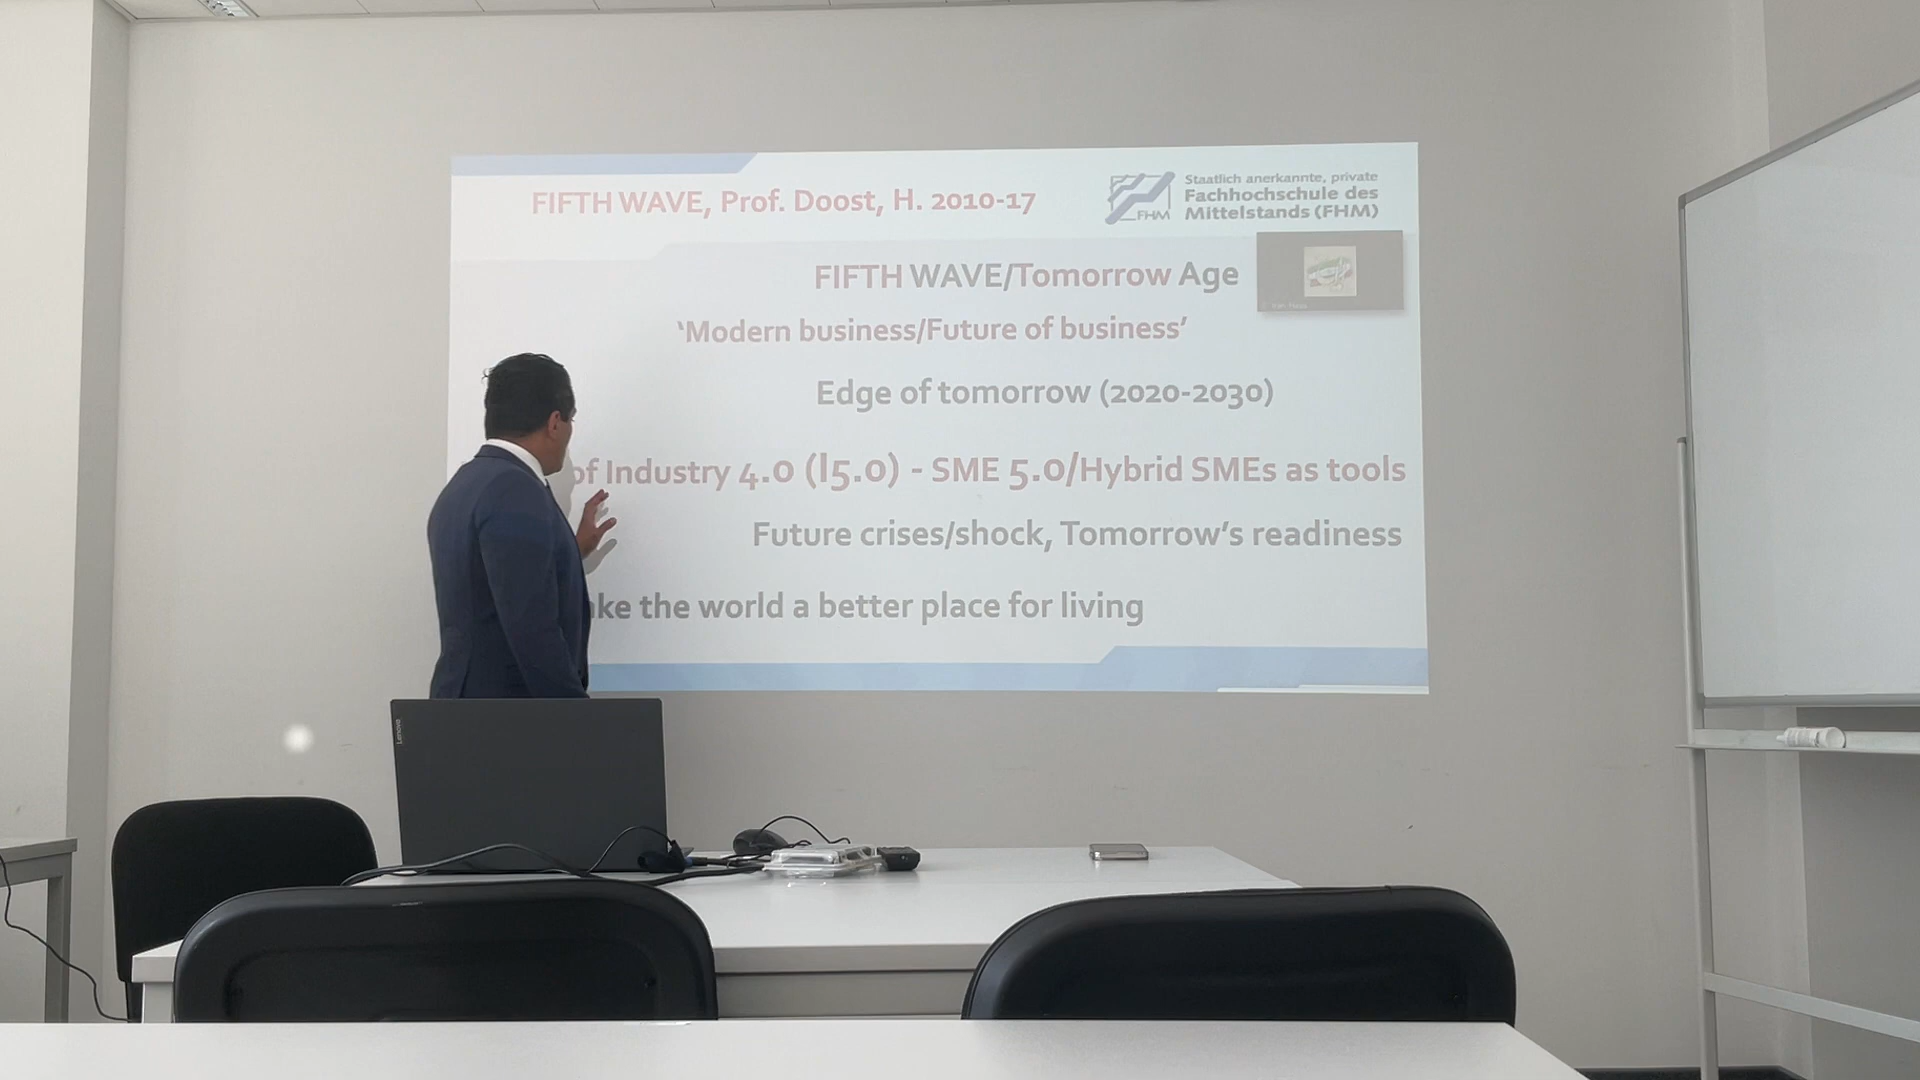 FIFTH WAVE, Prof. Doost, H. 2010-17
FHM
Staatlich anerkannte, private
Fachhochschule des
Mittelstands (FHM)
FIFTH WAVE/Tomorrow Age
‘Modern business/Future of business’
Edge of tomorrow (2020-2030)
of Industry 4.0 (I5.0) - SME 5.0/Hybrid SMEs as tools
Future crises/shock, Tomorrow’s readiness
ake the world a better place for living
Lenovo